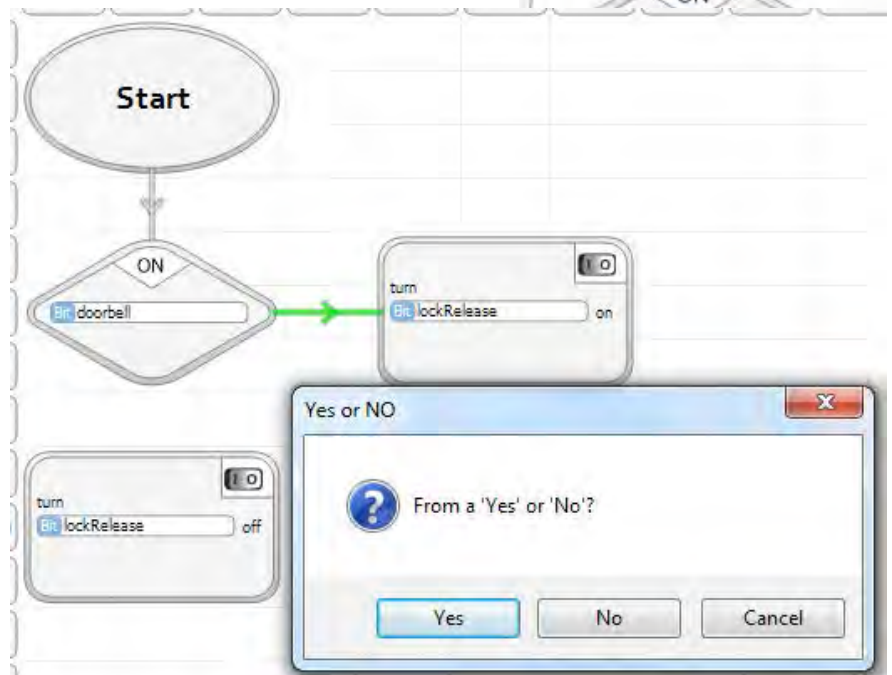 ON
Start
ON
Bit doorbell
turn
Bit lockRelease on
Yes or NO
From a 'Yes' or 'No'?
turn
Bit lockRelease off
Yes No Cancel